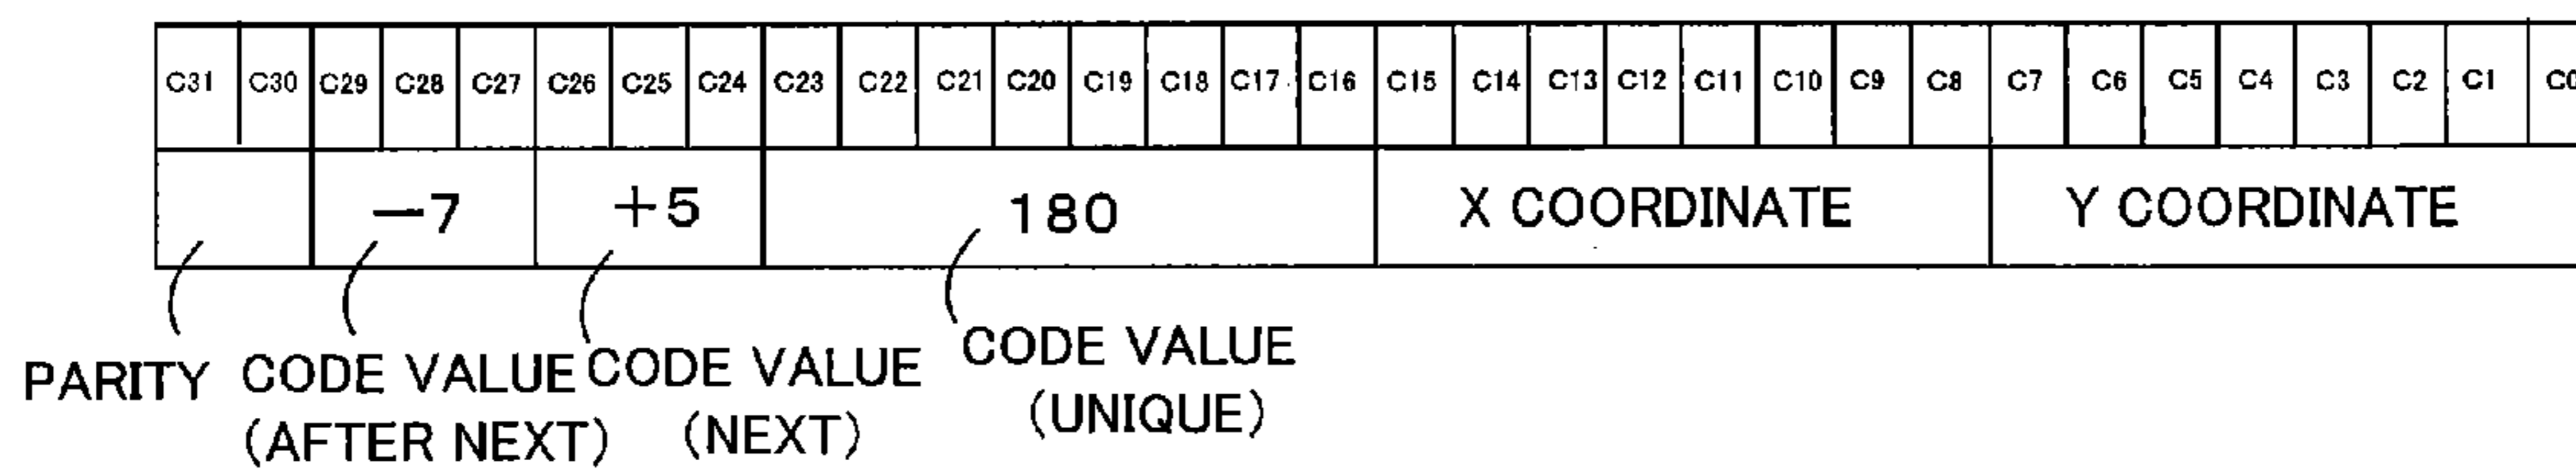 C31 C30 C29 C28 C27 C26 C25 C24 C23 C22 C21 C20 C19 C18 C17 C16 C15 C14 C13 C12 C11 C10 C9 C8 C7 C6 C5 C4 C3 C2 C1 C0
−7 +5 180 X COORDINATE Y COORDINATE
PARITY CODE VALUE CODE VALUE CODE VALUE
(AFTER NEXT) (NEXT) (UNIQUE)